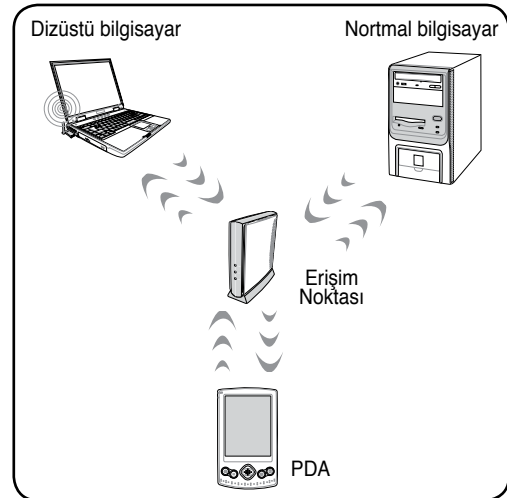 Dizüstü bilgisayar
Nortmal bilgisayar
Erişim
Noktası
PDA